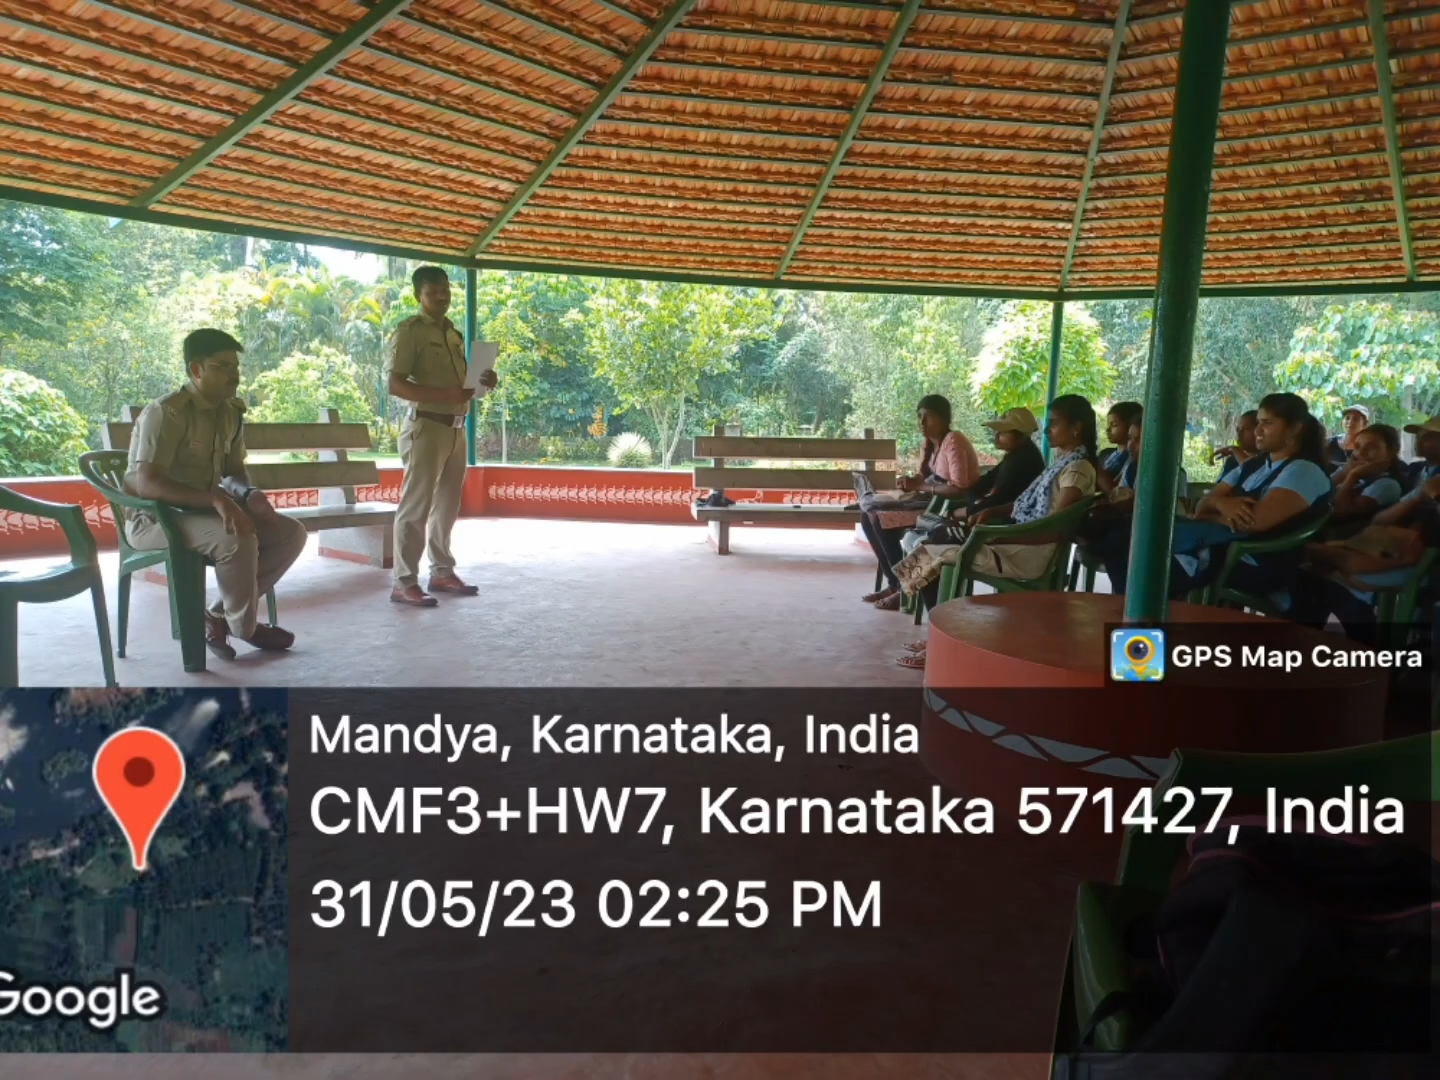 GPS Map Camera
Mandya, Karnataka, India
CMF3+HW7, Karnataka 571427, India
31/05/23 02:25 PM
Google